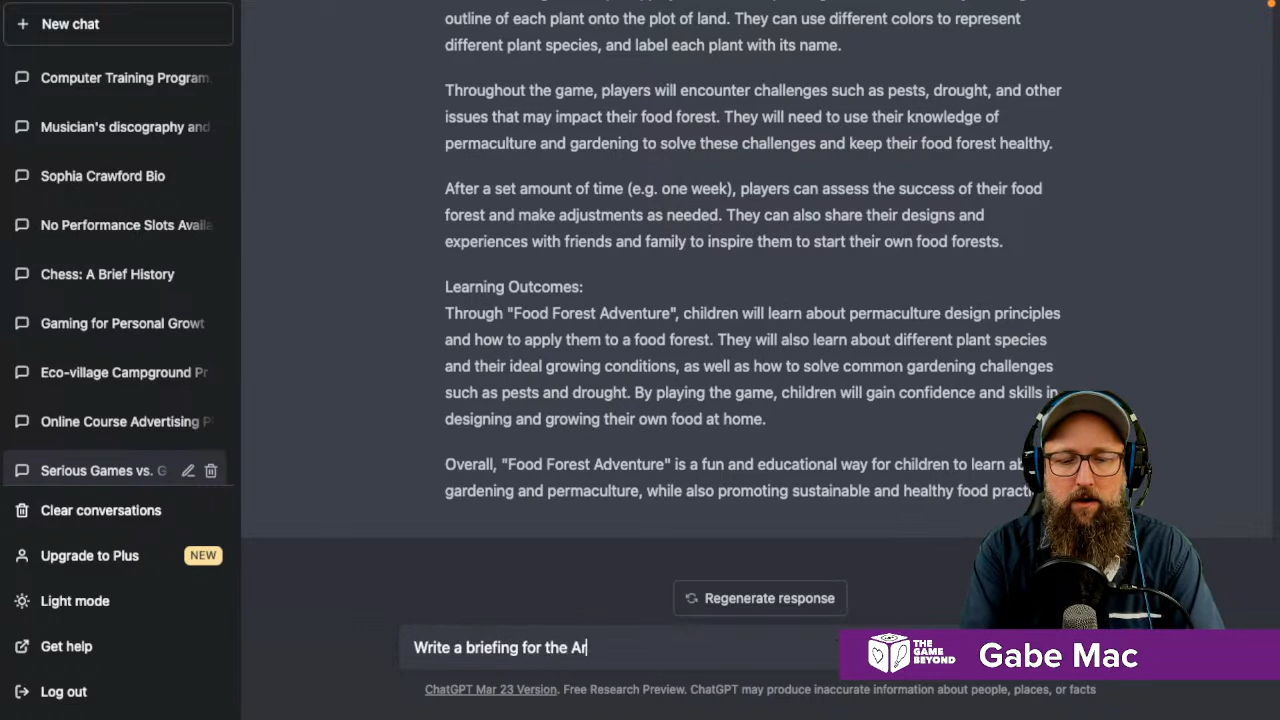 New chat
Computer Training Program
Musician's discography and
Sophia Crawford Bio
No Performance Slots Availa
Chess: A Brief History
Gaming for Personal Growt
Eco-village Campground Pr
Online Course Advertising P
Serious Games vs. G
Clear conversations
Upgrade to Plus NEW
Light mode
Get help
Log out
outline of each plant onto the plot of land. They can use different colors to represent
different plant species, and label each plant with its name.
Throughout the game, players will encounter challenges such as pests, drought, and other
issues that may impact their food forest. They will need to use their knowledge of
permaculture and gardening to solve these challenges and keep their food forest healthy.
After a set amount of time (e.g. one week), players can assess the success of their food
forest and make adjustments as needed. They can also share their designs and
experiences with friends and family to inspire them to start their own food forests.
Learning Outcomes:
Through "Food Forest Adventure", children will learn about permaculture design principles
and how to apply them to a food forest. They will also learn about different plant species
and their ideal growing conditions, as well as how to solve common gardening challenges
such as pests and drought. By playing the game, children will gain confidence and skills in
designing and growing their own food at home.
Overall, "Food Forest Adventure" is a fun and educational way for children to learn ab
gardening and permaculture, while also promoting sustainable and healthy food practi
Regenerate response
Write a briefing for the Ar
ChatGPT Mar 23 Version. Free Research Preview. ChatGPT may produce inaccurate information about people, places, or facts
THE GAME BEYOND
Gabe Mac